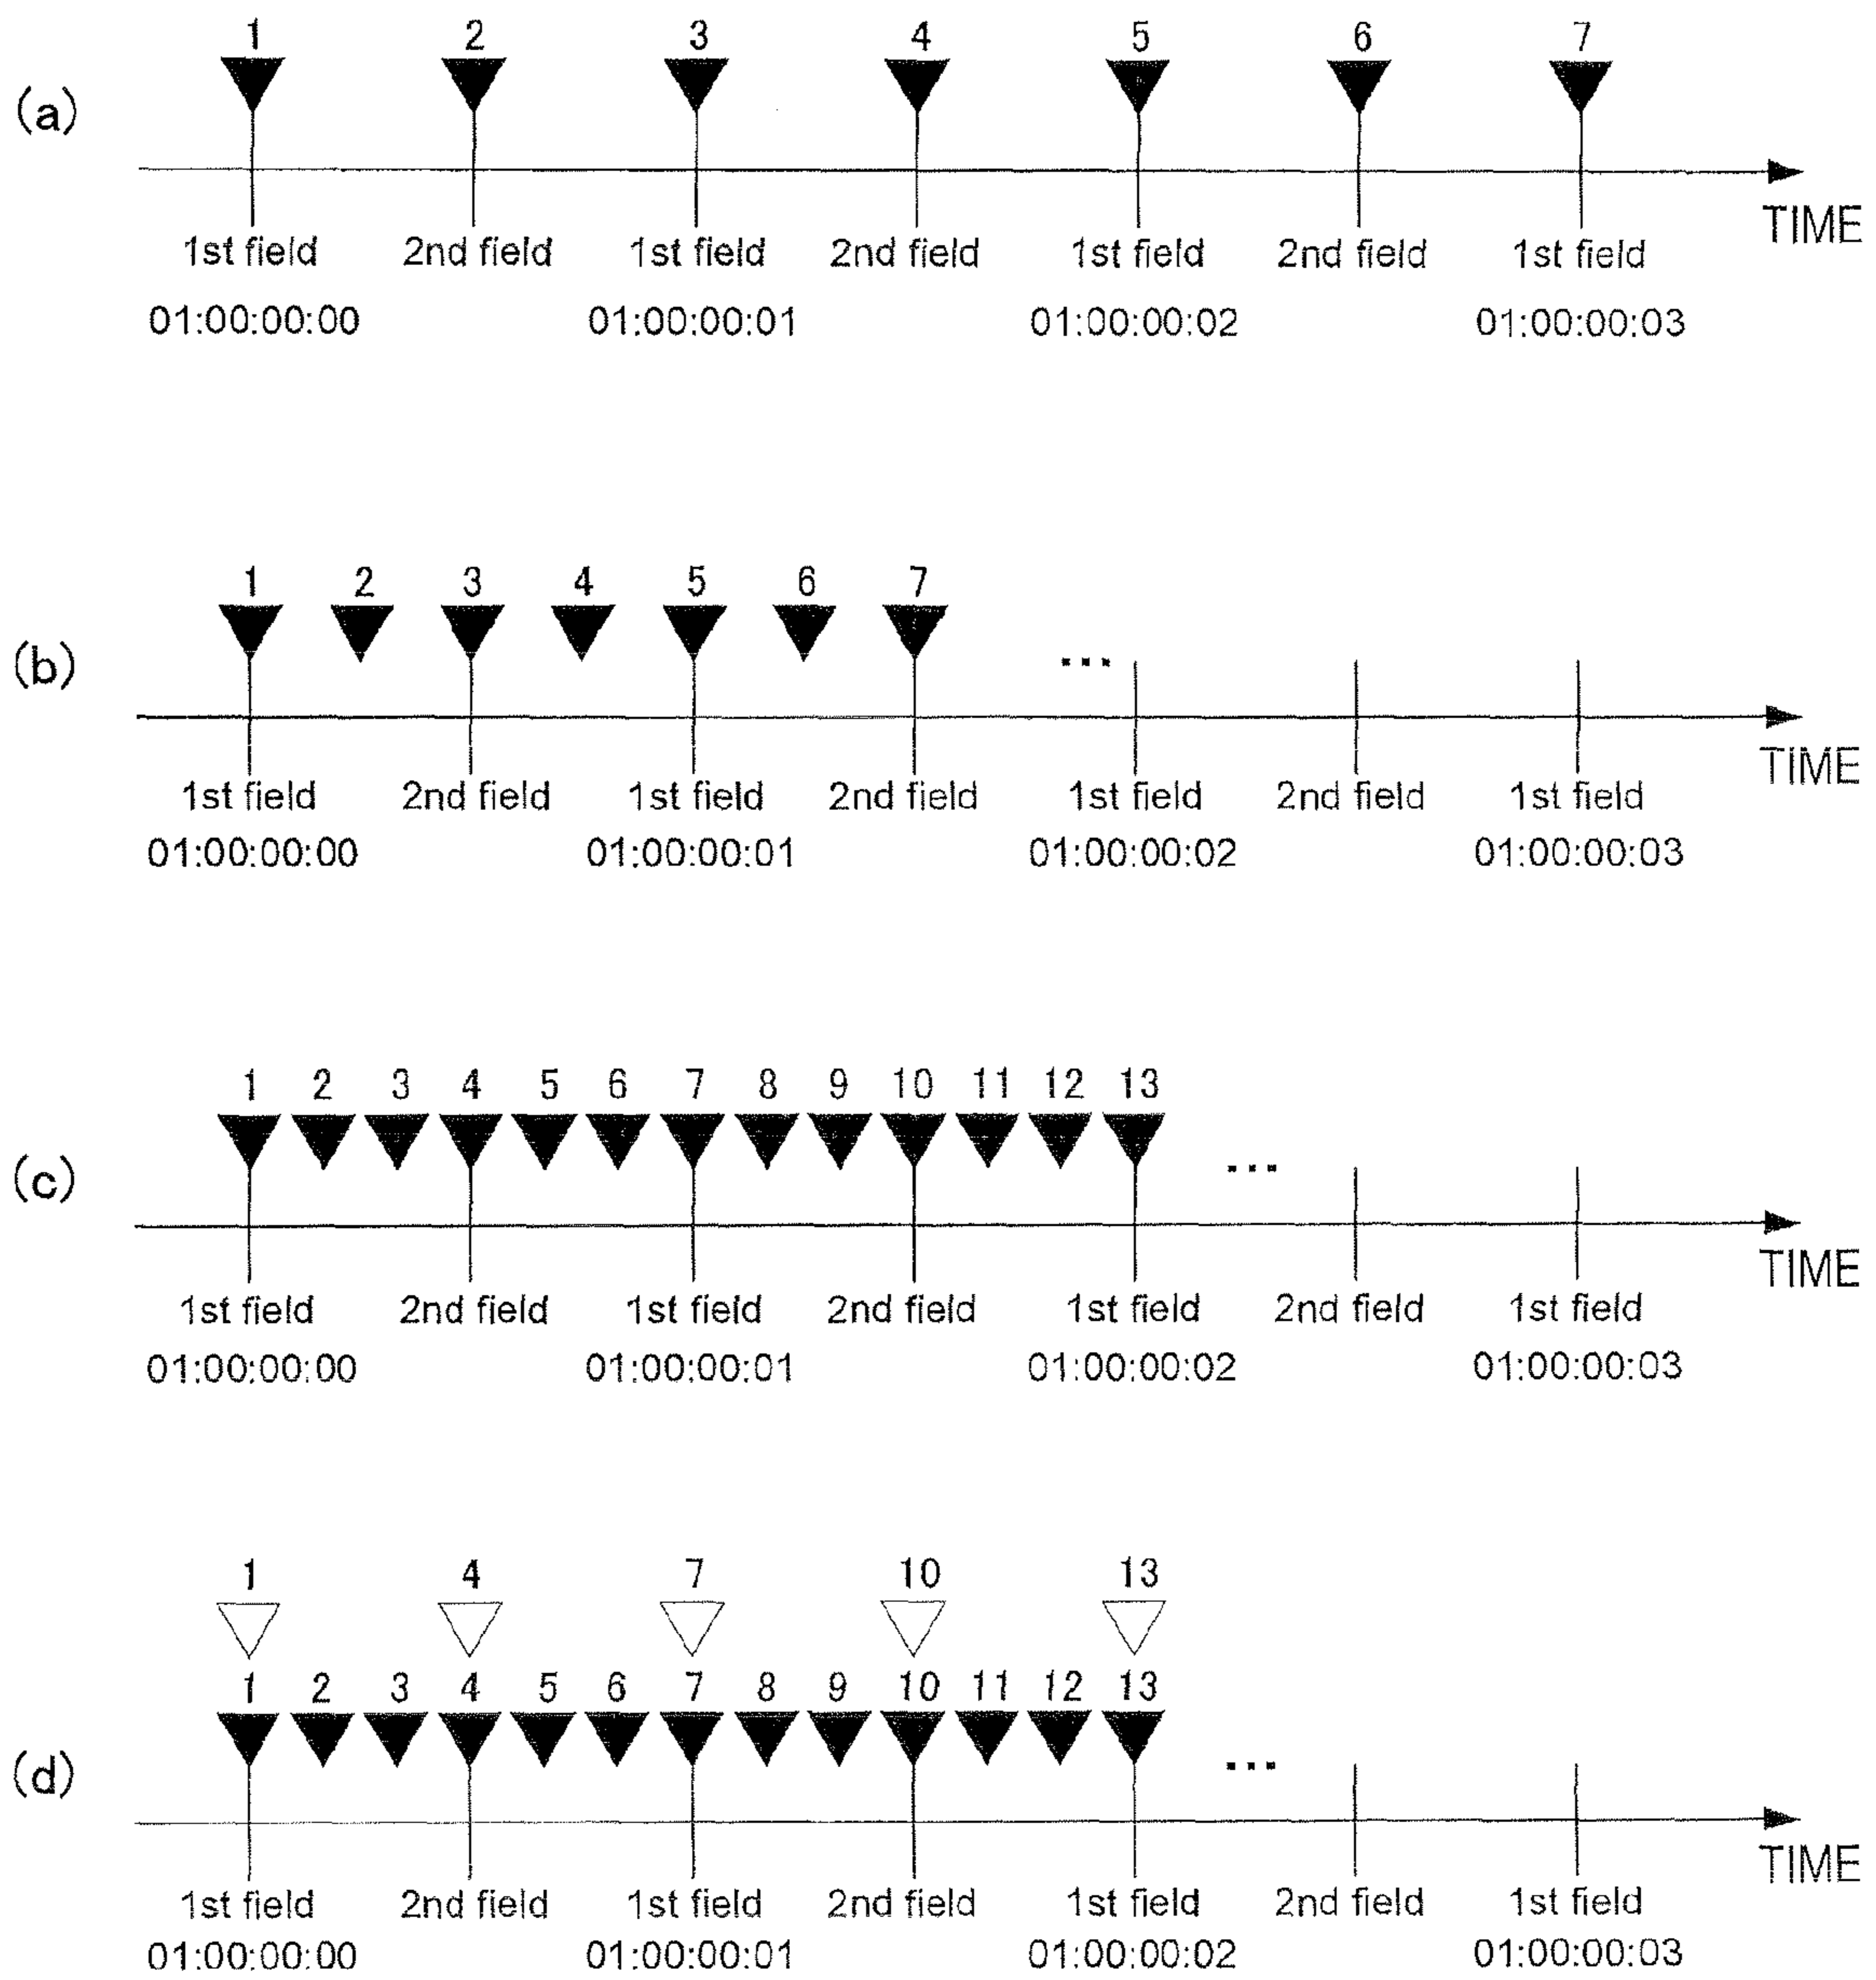 1 2 3 4 5 6 7
(a)
TIME
1st field 2nd field 1st field 2nd field 1st field 2nd field 1st field
01:00:00:00 01:00:00:01 01:00:00:02 01:00:00:03
1 2 3 4 5 6 7
(b)
...
TIME
1st field 2nd field 1st field 2nd field 1st field 2nd field 1st field
01:00:00:00 01:00:00:01 01:00:00:02 01:00:00:03
1 2 3 4 5 6 7 8 9 10 11 12 13
(c)
...
TIME
1st field 2nd field 1st field 2nd field 1st field 2nd field 1st field
01:00:00:00 01:00:00:01 01:00:00:02 01:00:00:03
1 4 7 10 13
1 2 3 4 5 6 7 8 9 10 11 12 13
(d)
...
TIME
1st field 2nd field 1st field 2nd field 1st field 2nd field 1st field
01:00:00:00 01:00:00:01 01:00:00:02 01:00:00:03